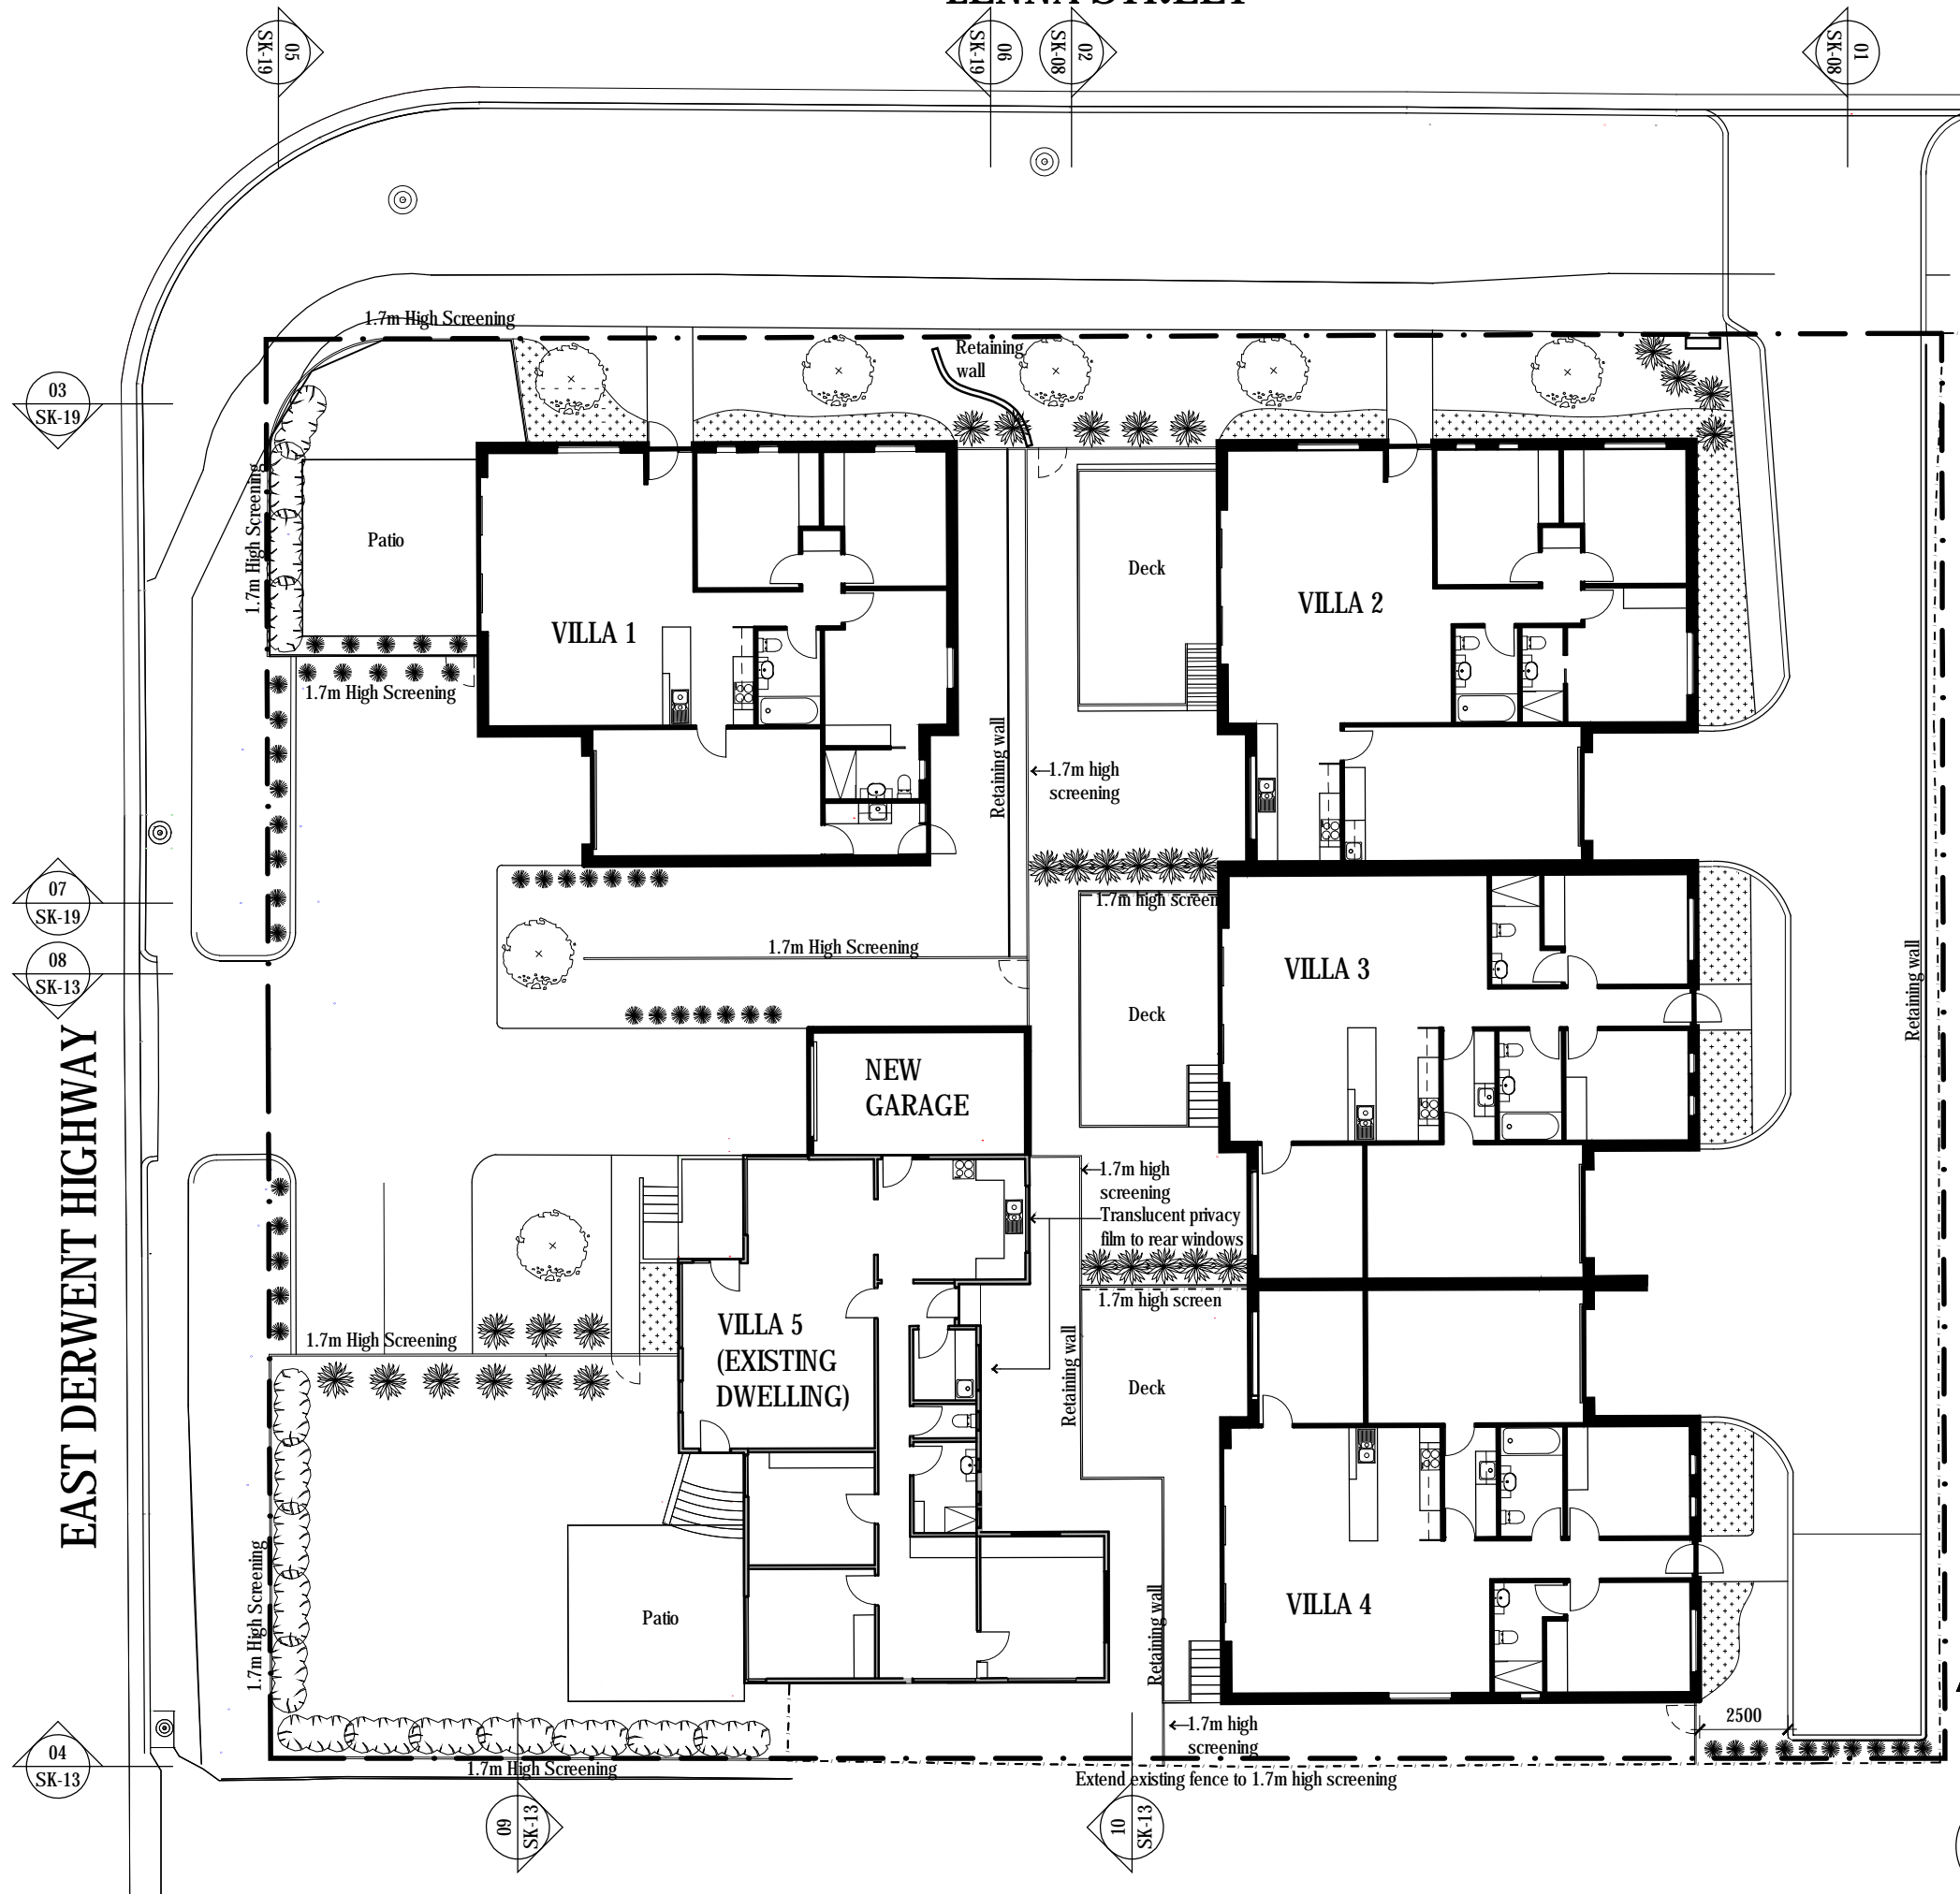 LENNA STREET
05
SK-19
06
SK-19
02
SK-08
01
SK-08
1.7m High Screening
Retaining
wall
03
SK-19
1.7m High Screening
Patio
Deck
VILLA 1
VILLA 2
1.7m High Screening
Retaining wall
1.7m high
screening
07
SK-19
1.7m high screen
1.7m High Screening
VILLA 3
Retaining wall
08
SK-13
Deck
EAST DERWENT HIGHWAY
NEW
GARAGE
1.7m high
screening
Translucent privacy
film to rear windows
1.7m high screen
VILLA 5
(EXISTING
DWELLING)
1.7m High Screening
Retaining wall
Deck
1.7m High Screening
Patio
Retaining wall
VILLA 4
2500
1.7m high
screening
04
SK-13
1.7m High Screening
Extend existing fence to 1.7m high screening
09
SK-13
10
SK-13